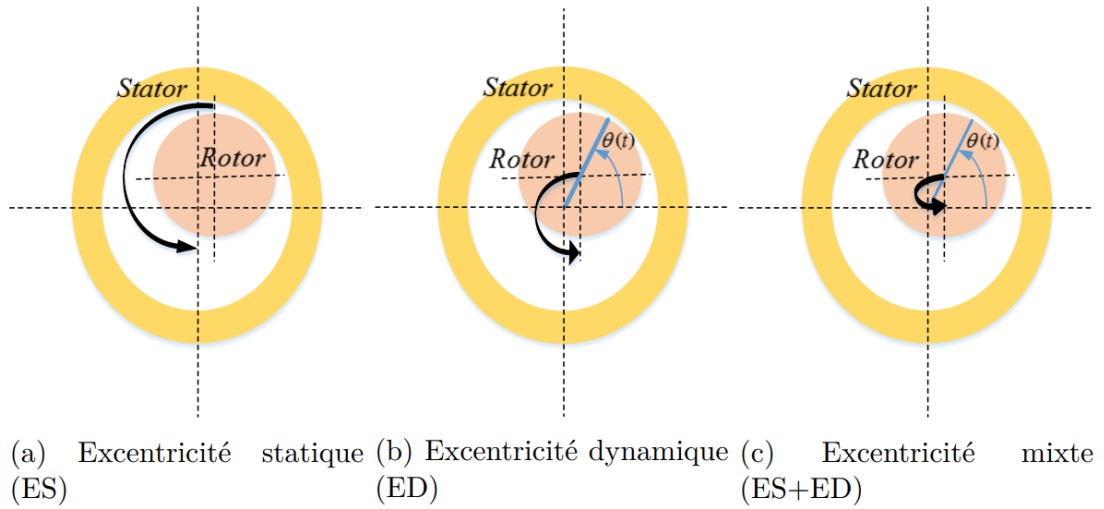 Stator
Rotor
Stator
Rotor
θ(t)
Stator
Rotor
θ(t)
(a) Excentricité statique
(ES)
(b) Excentricité dynamique
(ED)
(c) Excentricité mixte
(ES+ED)